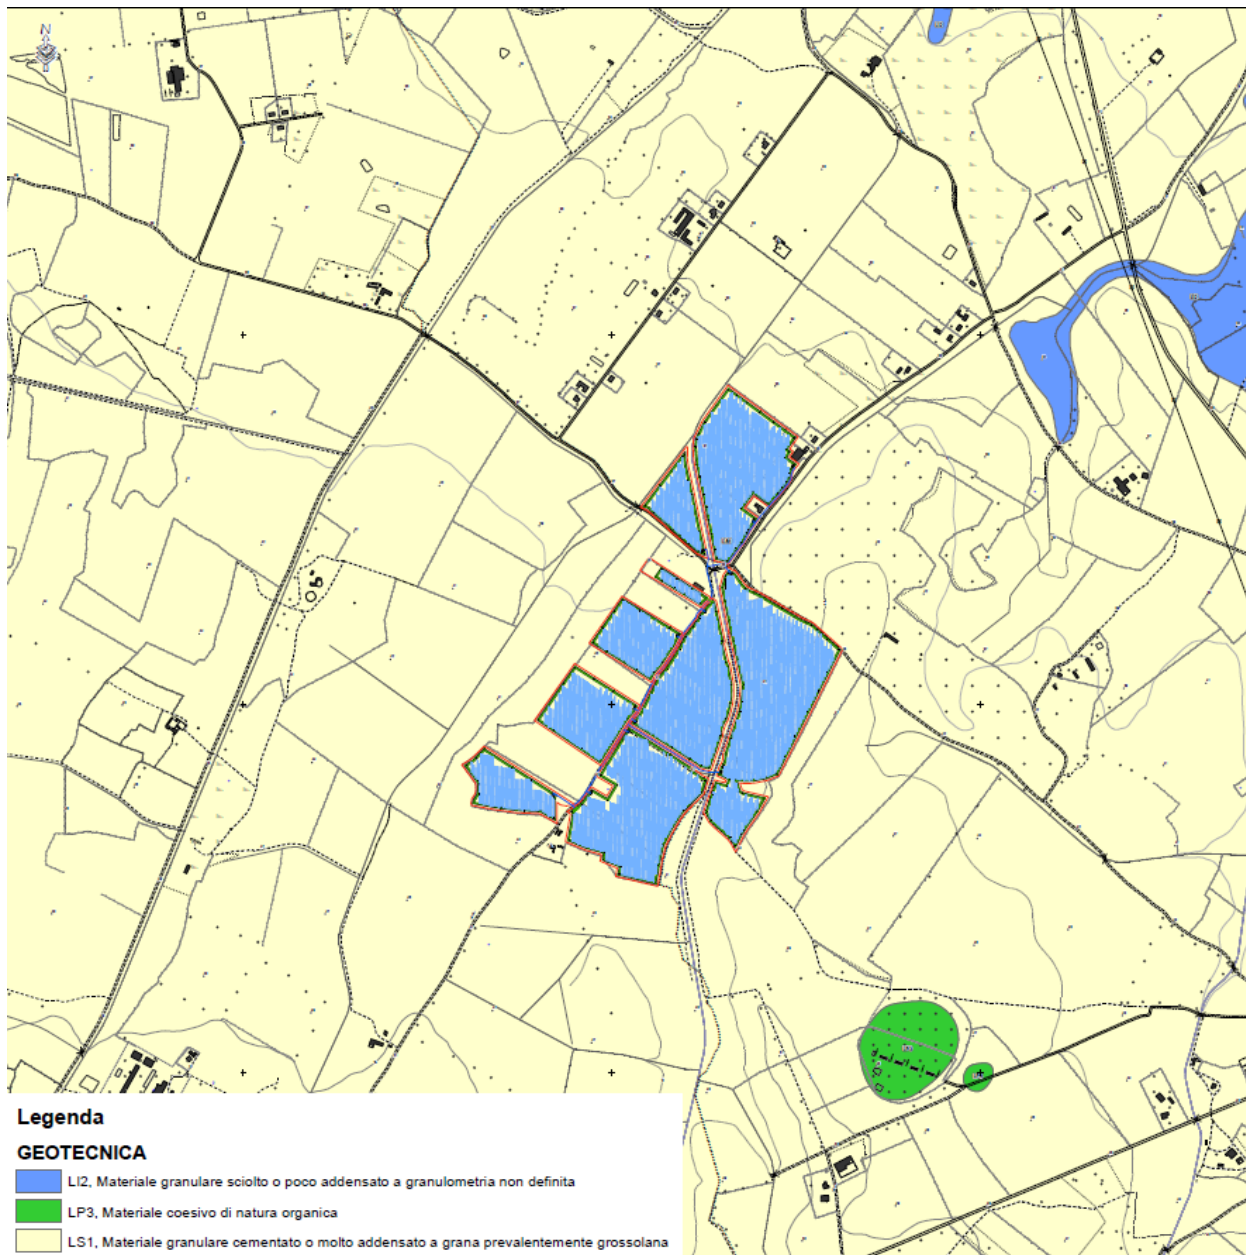 N
Legenda
GEOTECNICA
LI2, Materiale granulare sciolto o poco addensato a granulometria non definita
LP3, Materiale coesivo di natura organica
LS1, Materiale granulare cementato o molto addensato a grana prevalentemente grossolana